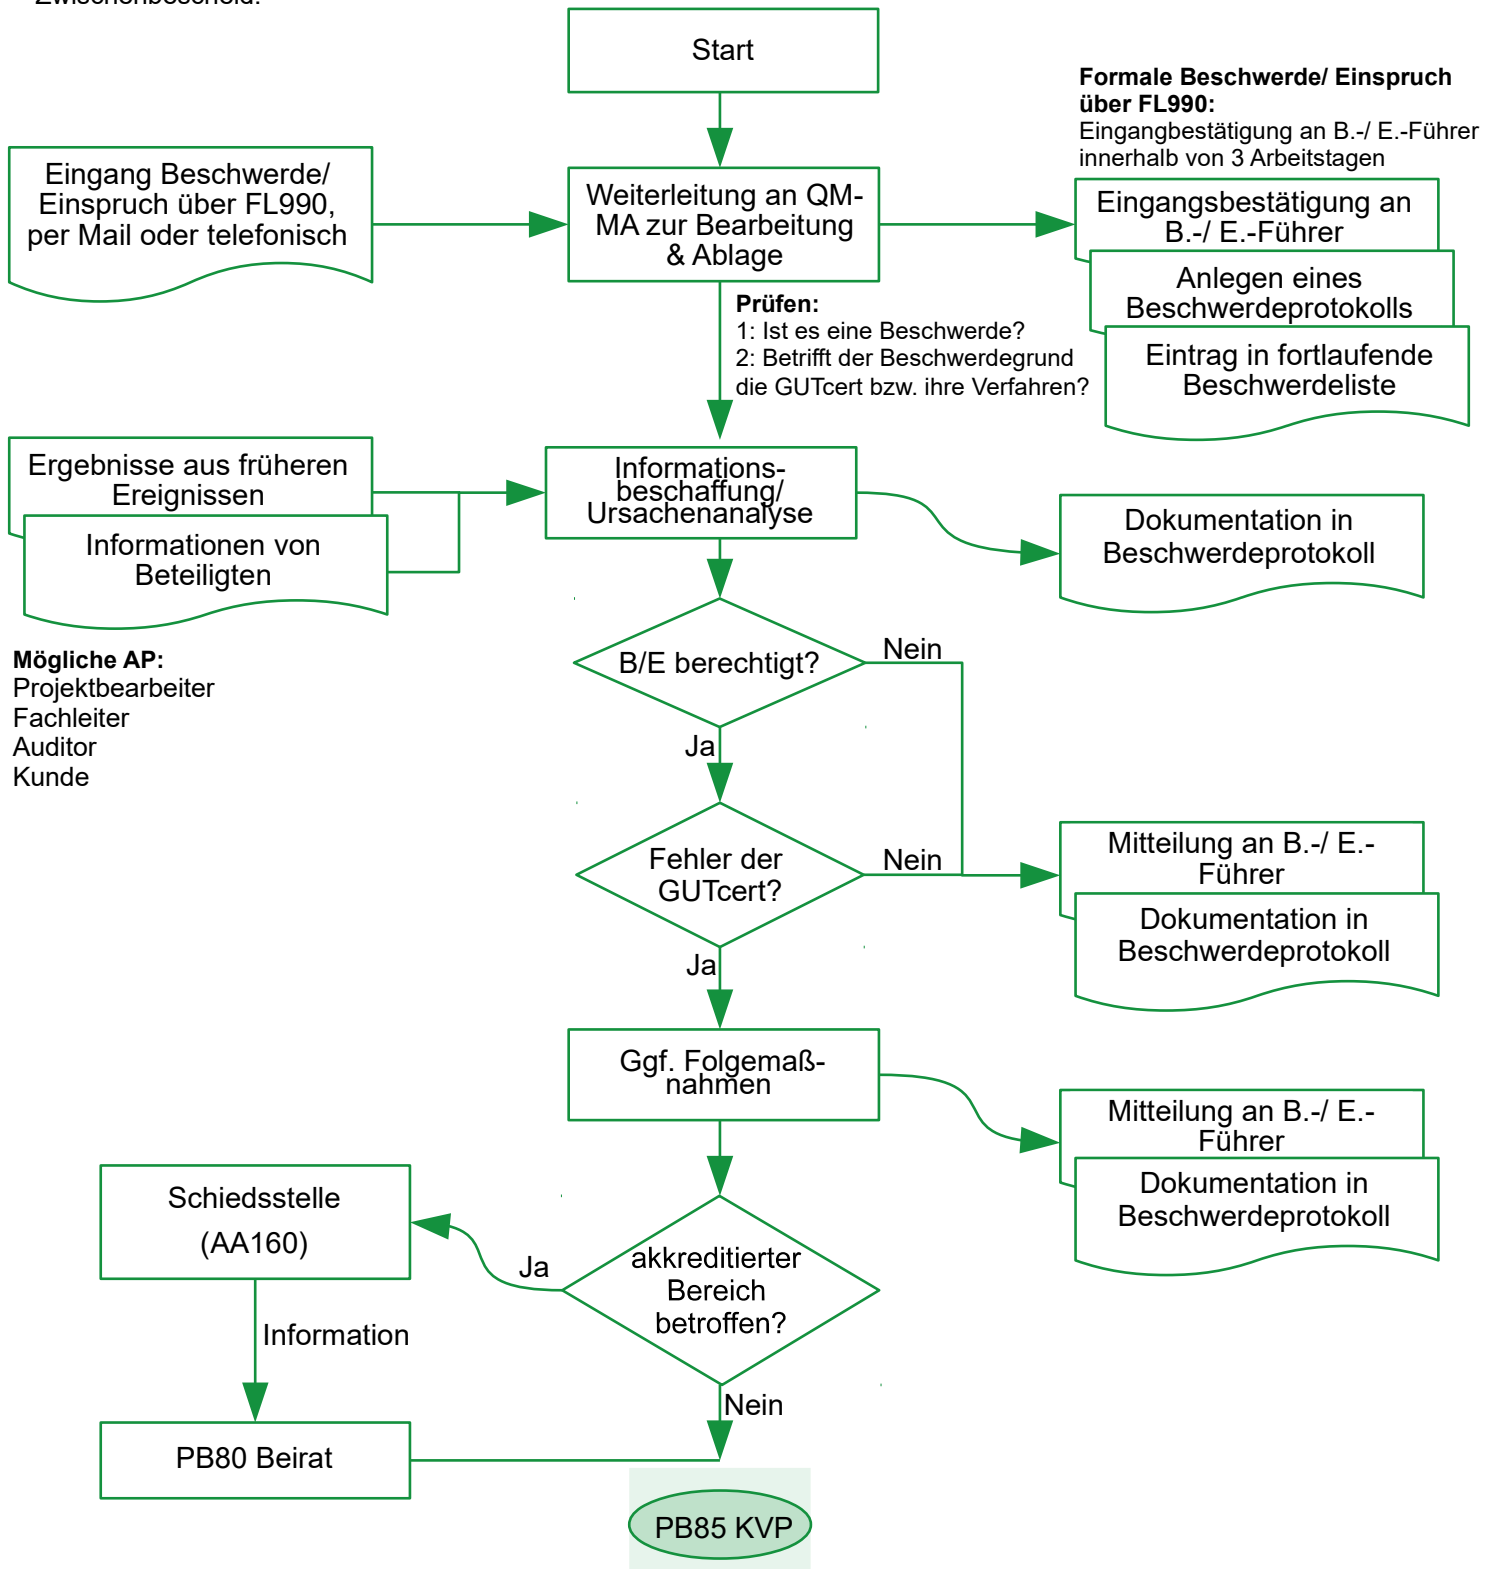 Zwischenbescheid.
Start
Formale Beschwerde/ Einspruch
über FL990:
Eingangbestätigung an B.-/ E.-Führer
innerhalb von 3 Arbeitstagen
Eingang Beschwerde/
Einspruch über FL990,
per Mail oder telefonisch
Weiterleitung an QM-
MA zur Bearbeitung
& Ablage
Eingangsbestätigung an
B.-/ E.-Führer
Anlegen eines
Beschwerdeprotokolls
Eintrag in fortlaufende
Beschwerdeliste
Prüfen:
1: Ist es eine Beschwerde?
2: Betrifft der Beschwerdegrund
die GUTcert bzw. ihre Verfahren?
Ergebnisse aus früheren
Ereignissen
Informationen von
Beteiligten
Informations-
beschaffung/
Ursachenanalyse
Dokumentation in
Beschwerdeprotokoll
Mögliche AP:
Projektbearbeiter
Fachleiter
Auditor
Kunde
B/E berechtigt?
Nein
Ja
Fehler der
GUTcert?
Nein
Mitteilung an B.-/ E.-
Führer
Dokumentation in
Beschwerdeprotokoll
Ja
Ggf. Folgemaß-
nahmen
Mitteilung an B.-/ E.-
Führer
Dokumentation in
Beschwerdeprotokoll
Schiedsstelle
(AA160)
Ja
akkreditierter
Bereich
betroffen?
Information
Nein
PB80 Beirat
PB85 KVP